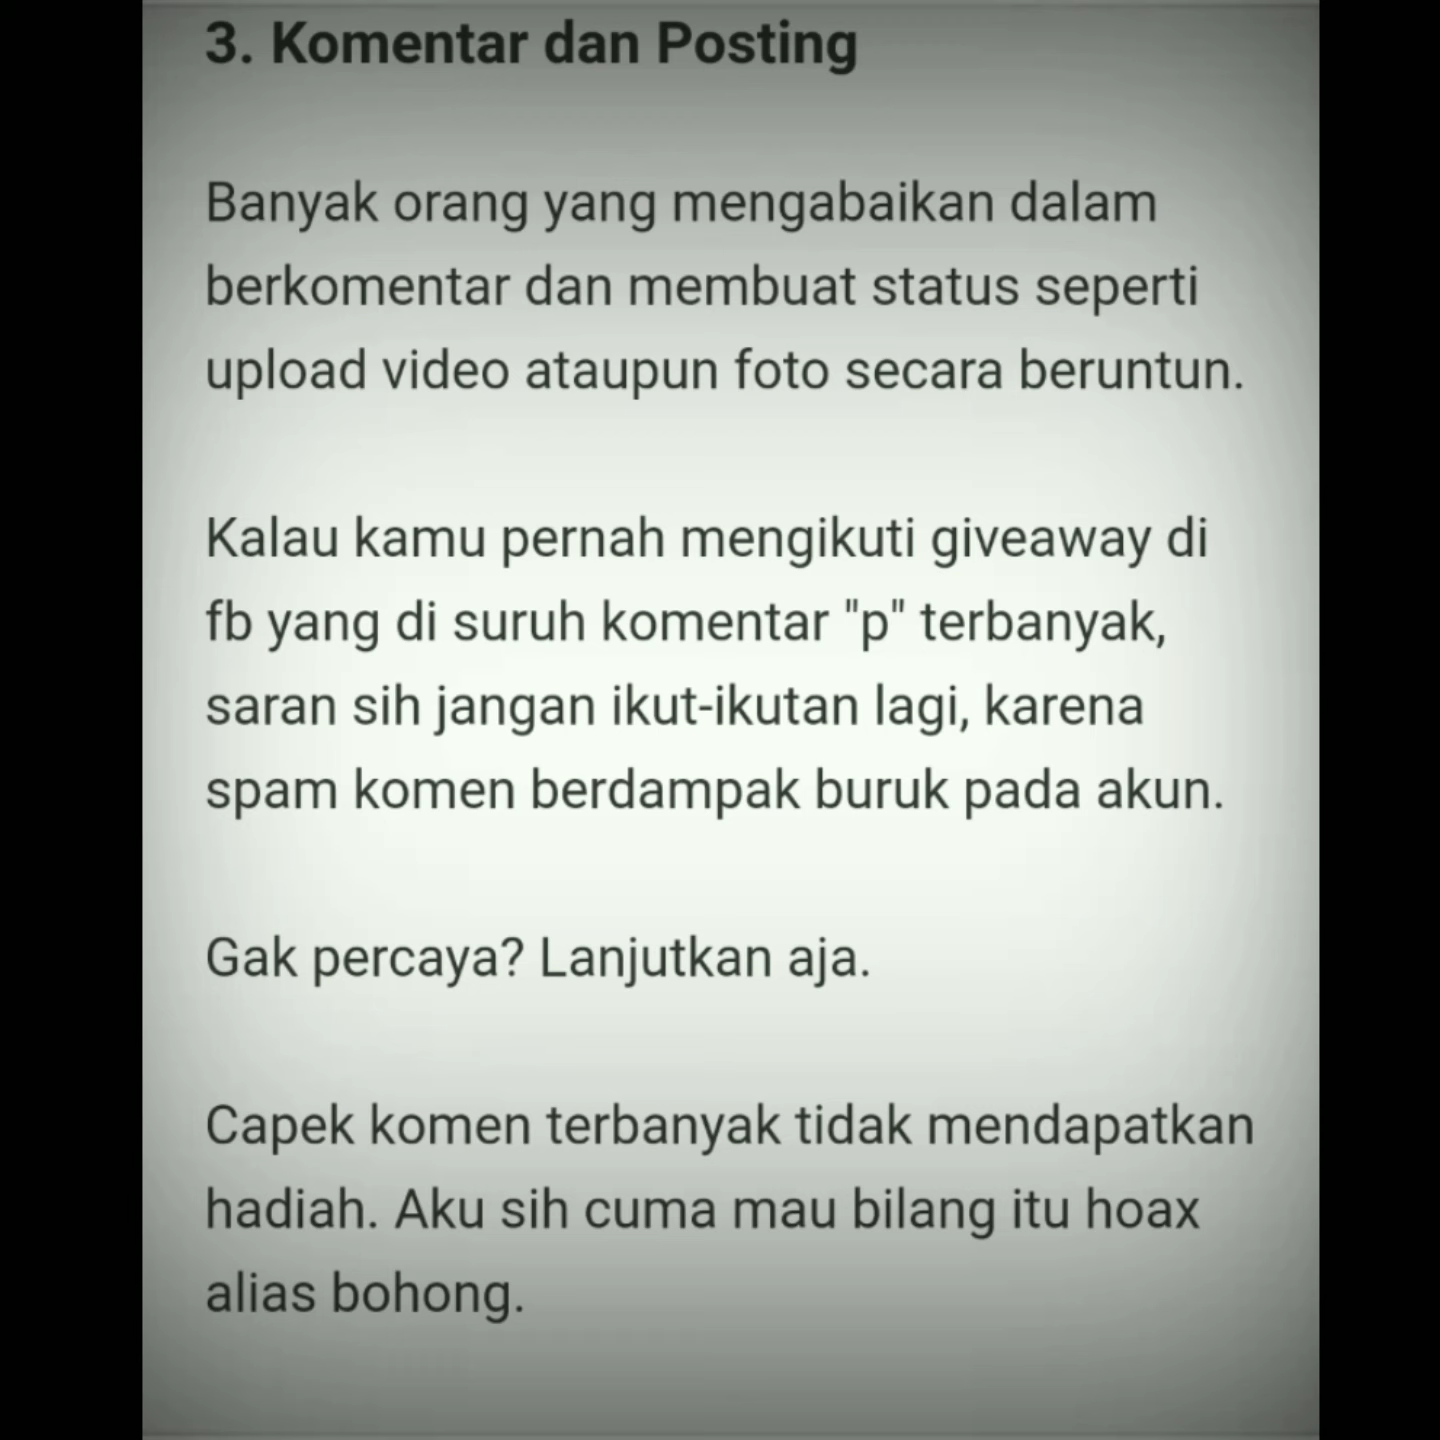 3. Komentar dan Posting
Banyak orang yang mengabaikan dalam
berkomentar dan membuat status seperti
upload video ataupun foto secara beruntun.
Kalau kamu pernah mengikuti giveaway di
fb yang di suruh komentar "p" terbanyak,
saran sih jangan ikut-ikutan lagi, karena
spam komen berdampak buruk pada akun.
Gak percaya? Lanjutkan aja.
Capek komen terbanyak tidak mendapatkan
hadiah. Aku sih cuma mau bilang itu hoax
alias bohong.